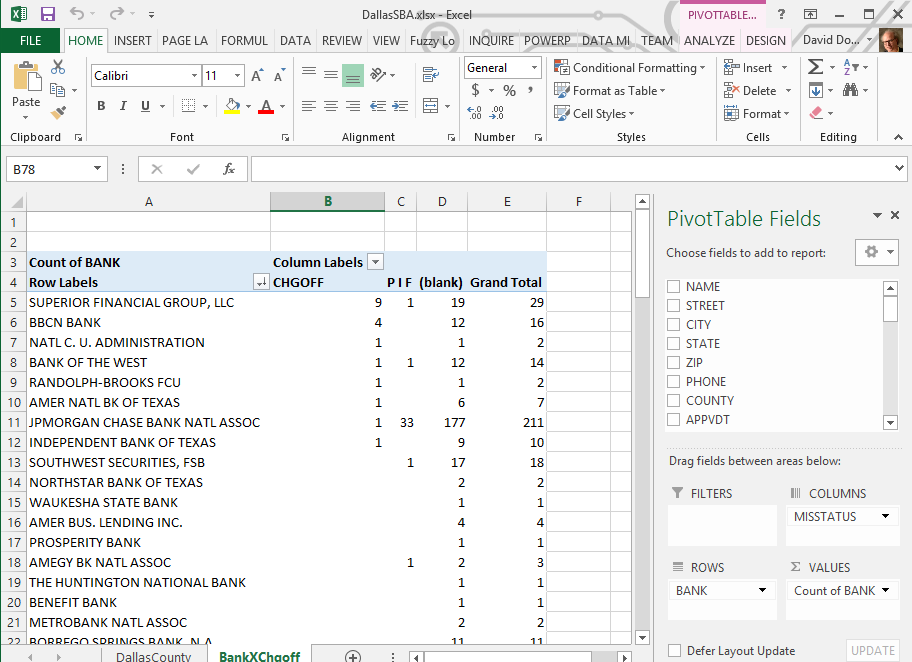 DallasSBA.xlsx - Excel
PIVOTTABLE...
?
FILE HOME INSERT PAGE LA FORMUL DATA REVIEW VIEW Fuzzy Lo INQUIRE POWERP DATA MI TEAM ANALYZE DESIGN David Do...
Paste
Calibri 11
B I U A
General
$ % ,
Conditional Formatting
Format as Table
Cell Styles
Insert
Delete
Format
Clipboard Font Alignment Number Styles Cells Editing
B78 fx
A B C D E F
1
2
3 Count of BANK Column Labels
4 Row Labels CHGOFF P I F (blank) Grand Total
5 SUPERIOR FINANCIAL GROUP, LLC 9 1 19 29
6 BBCN BANK 4 12 16
7 NATL C. U. ADMINISTRATION 1 1 2
8 BANK OF THE WEST 1 1 12 14
9 RANDOLPH-BROOKS FCU 1 1 2
10 AMER NATL BK OF TEXAS 1 6 7
11 JPMORGAN CHASE BANK NATL ASSOC 1 33 177 211
12 INDEPENDENT BANK OF TEXAS 1 9 10
13 SOUTHWEST SECURITIES, FSB 1 17 18
14 NORTHSTAR BANK OF TEXAS 2 2
15 WAUKESHA STATE BANK 1 1
16 AMER BUS. LENDING INC. 4 4
17 PROSPERITY BANK 1 1
18 AMEGY BK NATL ASSOC 1 2 3
19 THE HUNTINGTON NATIONAL BANK 1 1
20 BENEFIT BANK 1 1
21 METROBANK NATL ASSOC 2 2
22 BORREGO SPRINGS BANK, N.A. 11 11
DallasCounty BankXChgoff
PivotTable Fields
Choose fields to add to report:
NAME
STREET
CITY
STATE
ZIP
PHONE
COUNTY
APPVDT
Drag fields between areas below:
FILTERS
COLUMNS
MISSTATUS
ROWS
BANK
Σ VALUES
Count of BANK
Defer Layout Update
UPDATE